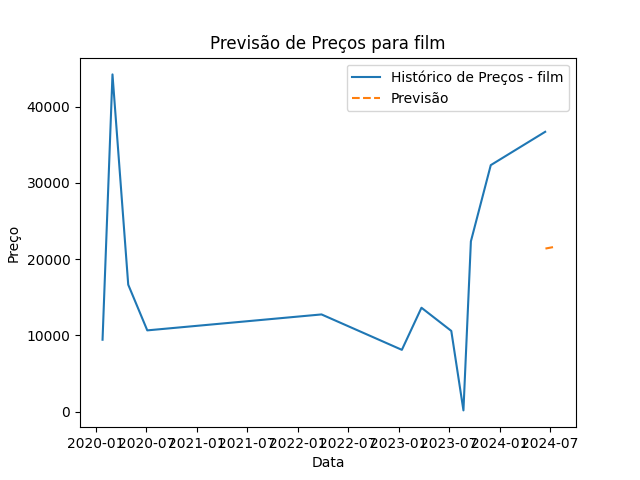 Previsão de Preços para film
Histórico de Preços - film
Previsão
Preço
40000
30000
20000
10000
0
2020-01 2020-07 2021-01 2021-07 2022-01 2022-07 2023-01 2023-07 2024-01 2024-07
Data